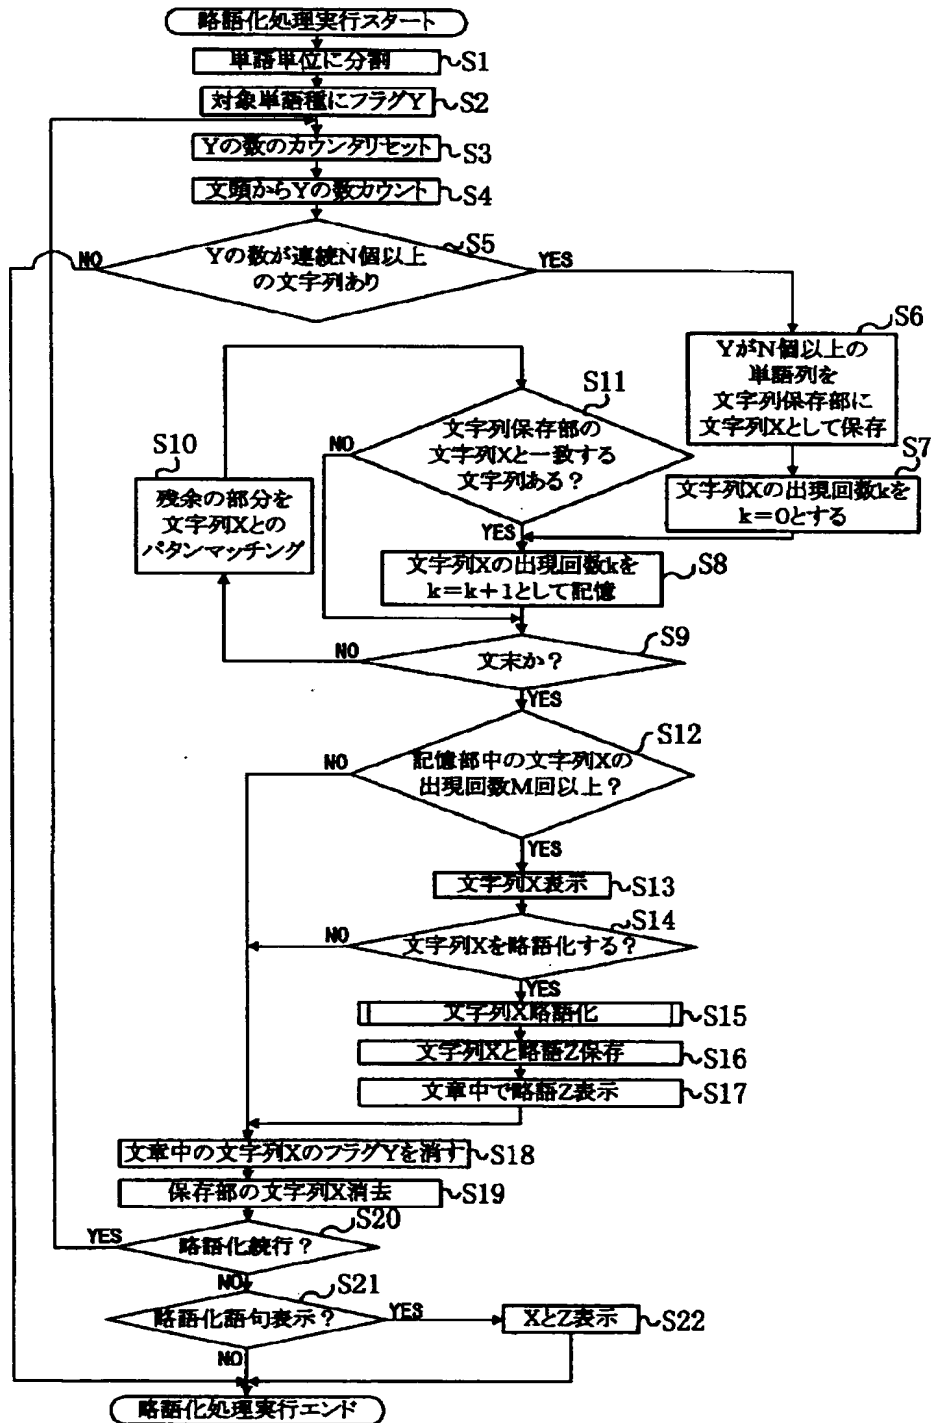 略語化処理実行スタート
単語単位に分割
S1
対象単語種にフラグY
S2
Yの数のカウンタリセット
S3
文頭からYの数カウント
S4
S5
NO
Yの数が連続N個以上
の文字列あり
YES
S6
YがN個以上の
単語列を
文字列保存部に
文字列Xとして保存
S7
文字列Xの出現回数kを
k=0とする
S11
NO
文字列保存部の
文字列Xと一致する
文字列ある?
YES
S10
残余の部分を
文字列Xとの
パタンマッチング
文字列Xの出現回数kを
k=k+1として記憶
S8
S9
NO
文末か?
YES
S12
NO
記憶部中の文字列Xの
出現回数M回以上?
YES
文字列X表示
S13
S14
NO
文字列Xを略語化する?
YES
文字列X略語化
S15
文字列Xと略語Z保存
S16
文章中で略語Z表示
S17
文章中の文字列XのフラグYを消す
S18
保存部の文字列X消去
S19
S20
YES
略語化続行?
NO
S21
略語化語句表示?
YES
XとZ表示
S22
NO
略語化処理実行エンド